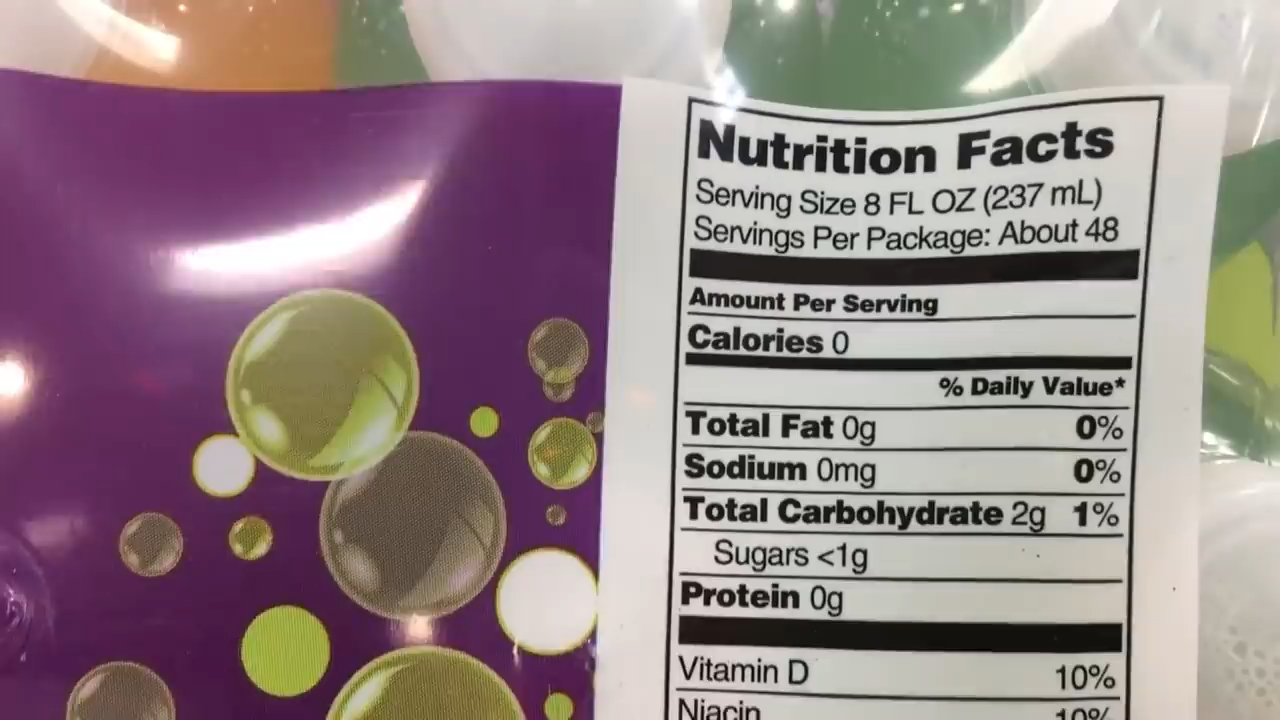 Nutrition Facts
Serving Size 8 FL OZ (237 mL)
Servings Per Package: About 48
Amount Per Serving
Calories 0
% Daily Value*
Total Fat 0g 0%
Sodium 0mg 0%
Total Carbohydrate 2g 1%
Sugars <1g
Protein 0g
Vitamin D 10%
Niacin 10%